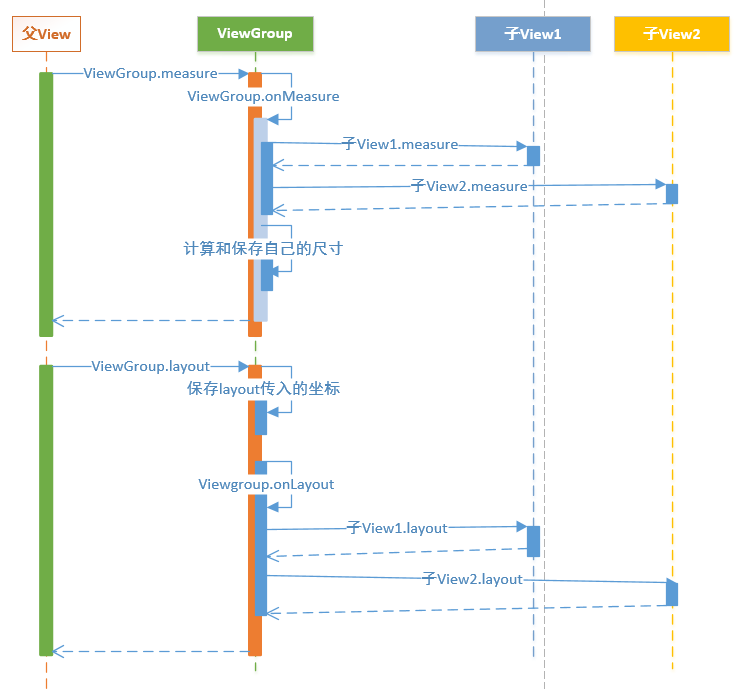 父View
ViewGroup
子View1
子View2
ViewGroup.measure
ViewGroup.onMeasure
子View1.measure
子View2.measure
计算和保存自己的尺寸
ViewGroup.layout
保存layout传入的坐标
Viewgroup.onLayout
子View1.layout
子View2.layout